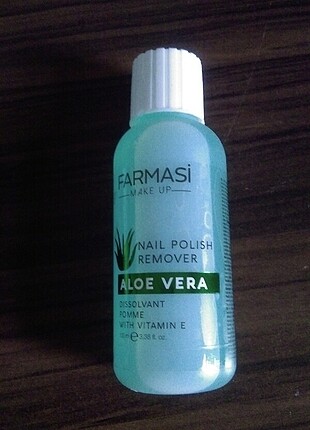 FARMASİ
MAKE UP
NAIL POLISH
REMOVER
ALOE VERA
DISSOLVANT
POMME
WITH VITAMIN E